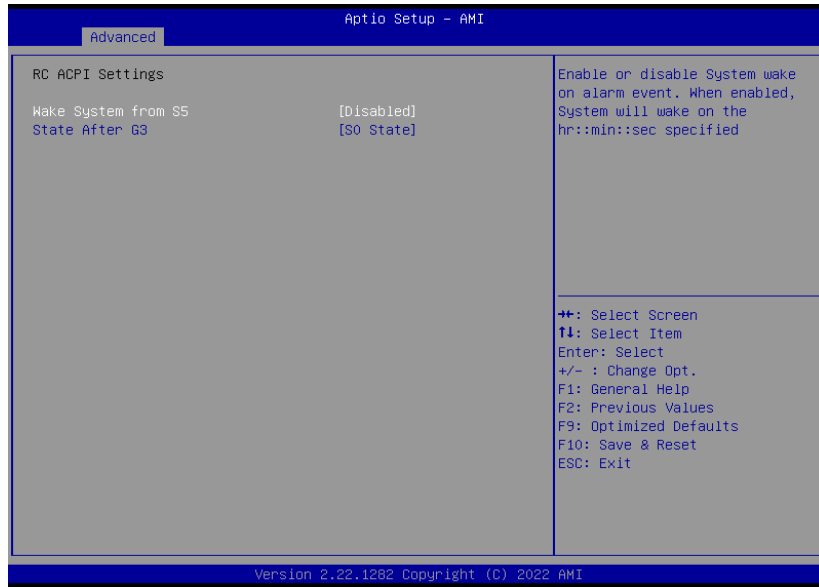 Aptio Setup – AMI
Advanced
RC ACPI Settings
Wake System from S5 [Disabled]
State After G3 [S0 State]
Enable or disable System wake
on alarm event. When enabled,
System will wake on the
hr::min::sec specified
→←: Select Screen
↑↓: Select Item
Enter: Select
+/- : Change Opt.
F1: General Help
F2: Previous Values
F9: Optimized Defaults
F10: Save & Reset
ESC: Exit
Version 2.22.1282 Copyright (C) 2022 AMI